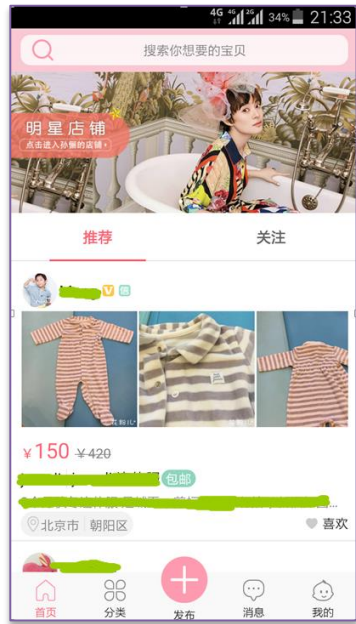 4G 4G 2G 34% 21:33
搜索你想要的宝贝
明星店铺
点击进入孙俪的店铺
推荐 关注
V
¥150 ¥420
包邮
北京市 朝阳区 喜欢
首页 分类 发布 消息 我的